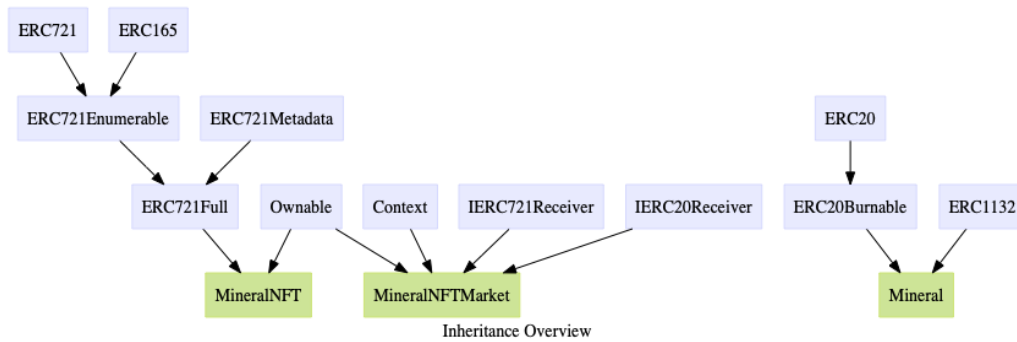 ERC721
ERC165
ERC721Enumerable
ERC721Metadata
ERC20
ERC721Full
Ownable
Context
IERC721Receiver
IERC20Receiver
ERC20Burnable
ERC1132
MineralNFT
MineralNFTMarket
Mineral
Inheritance Overview